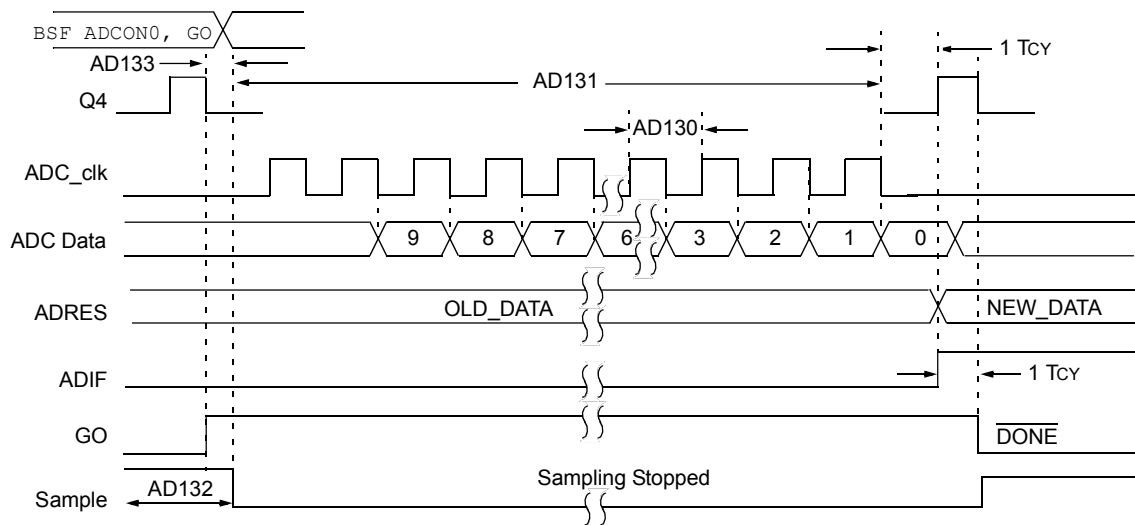 BSF ADCON0, GO
AD133
1 TCY
AD131
Q4
AD130
ADC_clk
ADC Data
9 8 7 6 3 2 1 0
ADRES
OLD_DATA
NEW_DATA
ADIF
1 TCY
GO
DONE
Sample
AD132
Sampling Stopped